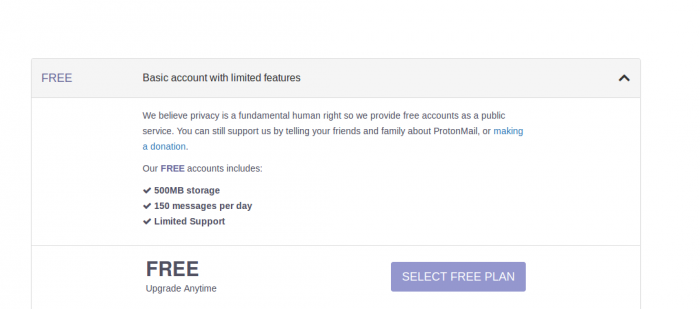 FREE Basic account with limited features
We believe privacy is a fundamental human right so we provide free accounts as a public
service. You can still support us by telling your friends and family about ProtonMail, or making
a donation.
Our FREE accounts includes:
500MB storage
150 messages per day
Limited Support
FREE
Upgrade Anytime
SELECT FREE PLAN